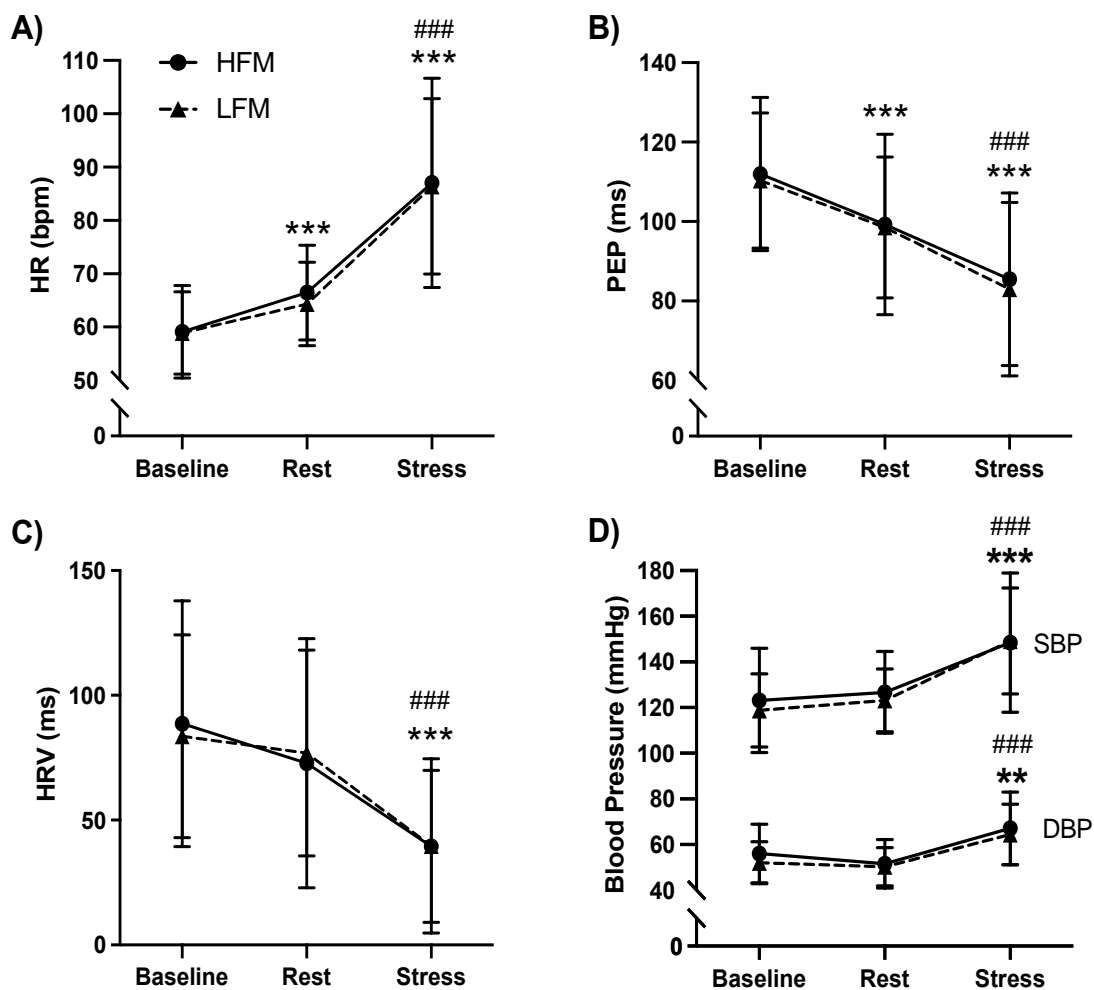 A)
###
***
***
HFM
LFM
HR (bpm)
110
100
90
80
70
60
50
0
Baseline Rest Stress
B)
###
***
***
PEP (ms)
140
120
100
80
60
0
Baseline Rest Stress
C)
###
***
HRV (ms)
150
100
50
0
Baseline Rest Stress
D)
###
***
SBP
###
**
DBP
Blood Pressure (mmHg)
180
160
140
120
100
80
60
40
0
Baseline Rest Stress